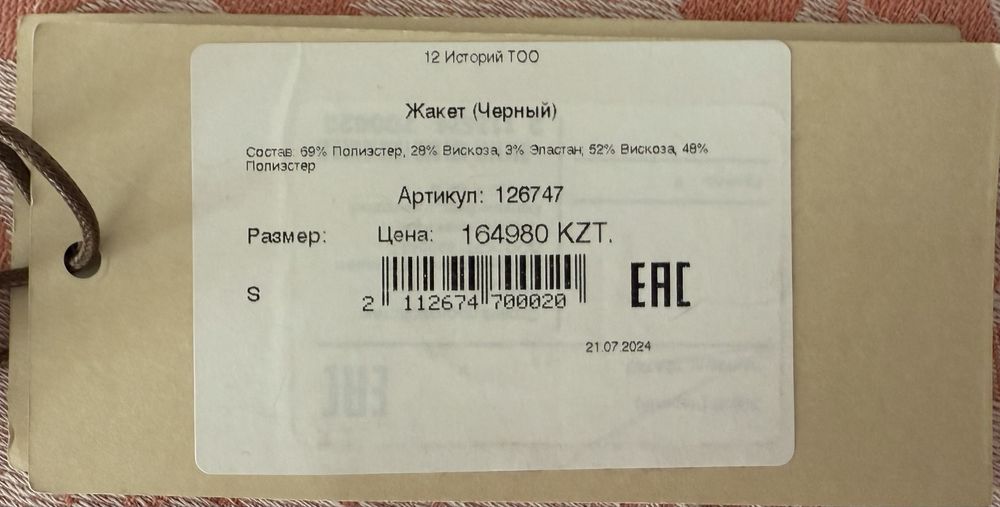 12 Историй ТОО
Жакет (Черный)
Состав: 69% Полиэстер, 28% Вискоза, 3% Эластан; 52% Вискоза, 48%
Полиэстер
Артикул: 126747
Размер: Цена: 164980 KZT.
S
2 112674 700020
EAC
21.07.2024